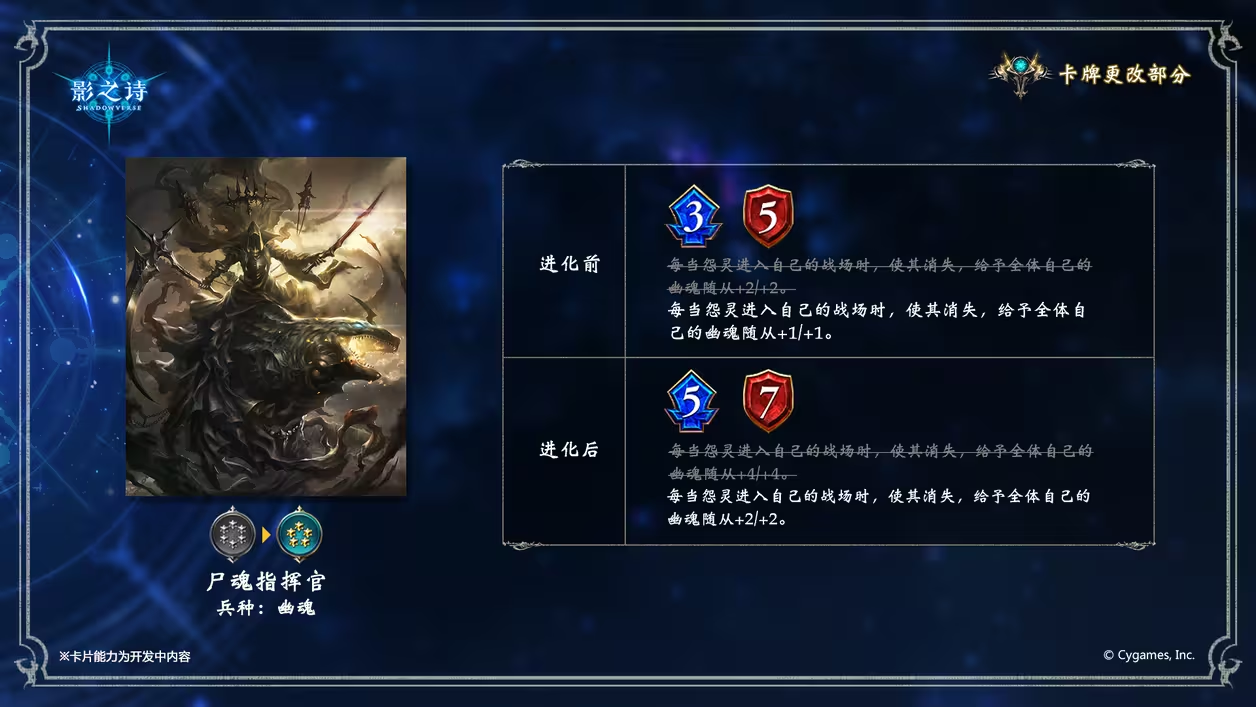 影之诗
SHADOWVERSE
卡牌更改部分
进化前
3 5
每当怨灵进入自己的战场时，使其消失，给予全体自己的
幽魂随从+2/+2。
每当怨灵进入自己的战场时，使其消失，给予全体自
己的幽魂随从+1/+1。
进化后
5 7
每当怨灵进入自己的战场时，使其消失，给予全体自己的
幽魂随从+4/+4。
每当怨灵进入自己的战场时，使其消失，给予全体自己的
幽魂随从+2/+2。
尸魂指挥官
兵种：幽魂
※卡片能力为开发中内容
© Cygames, Inc.